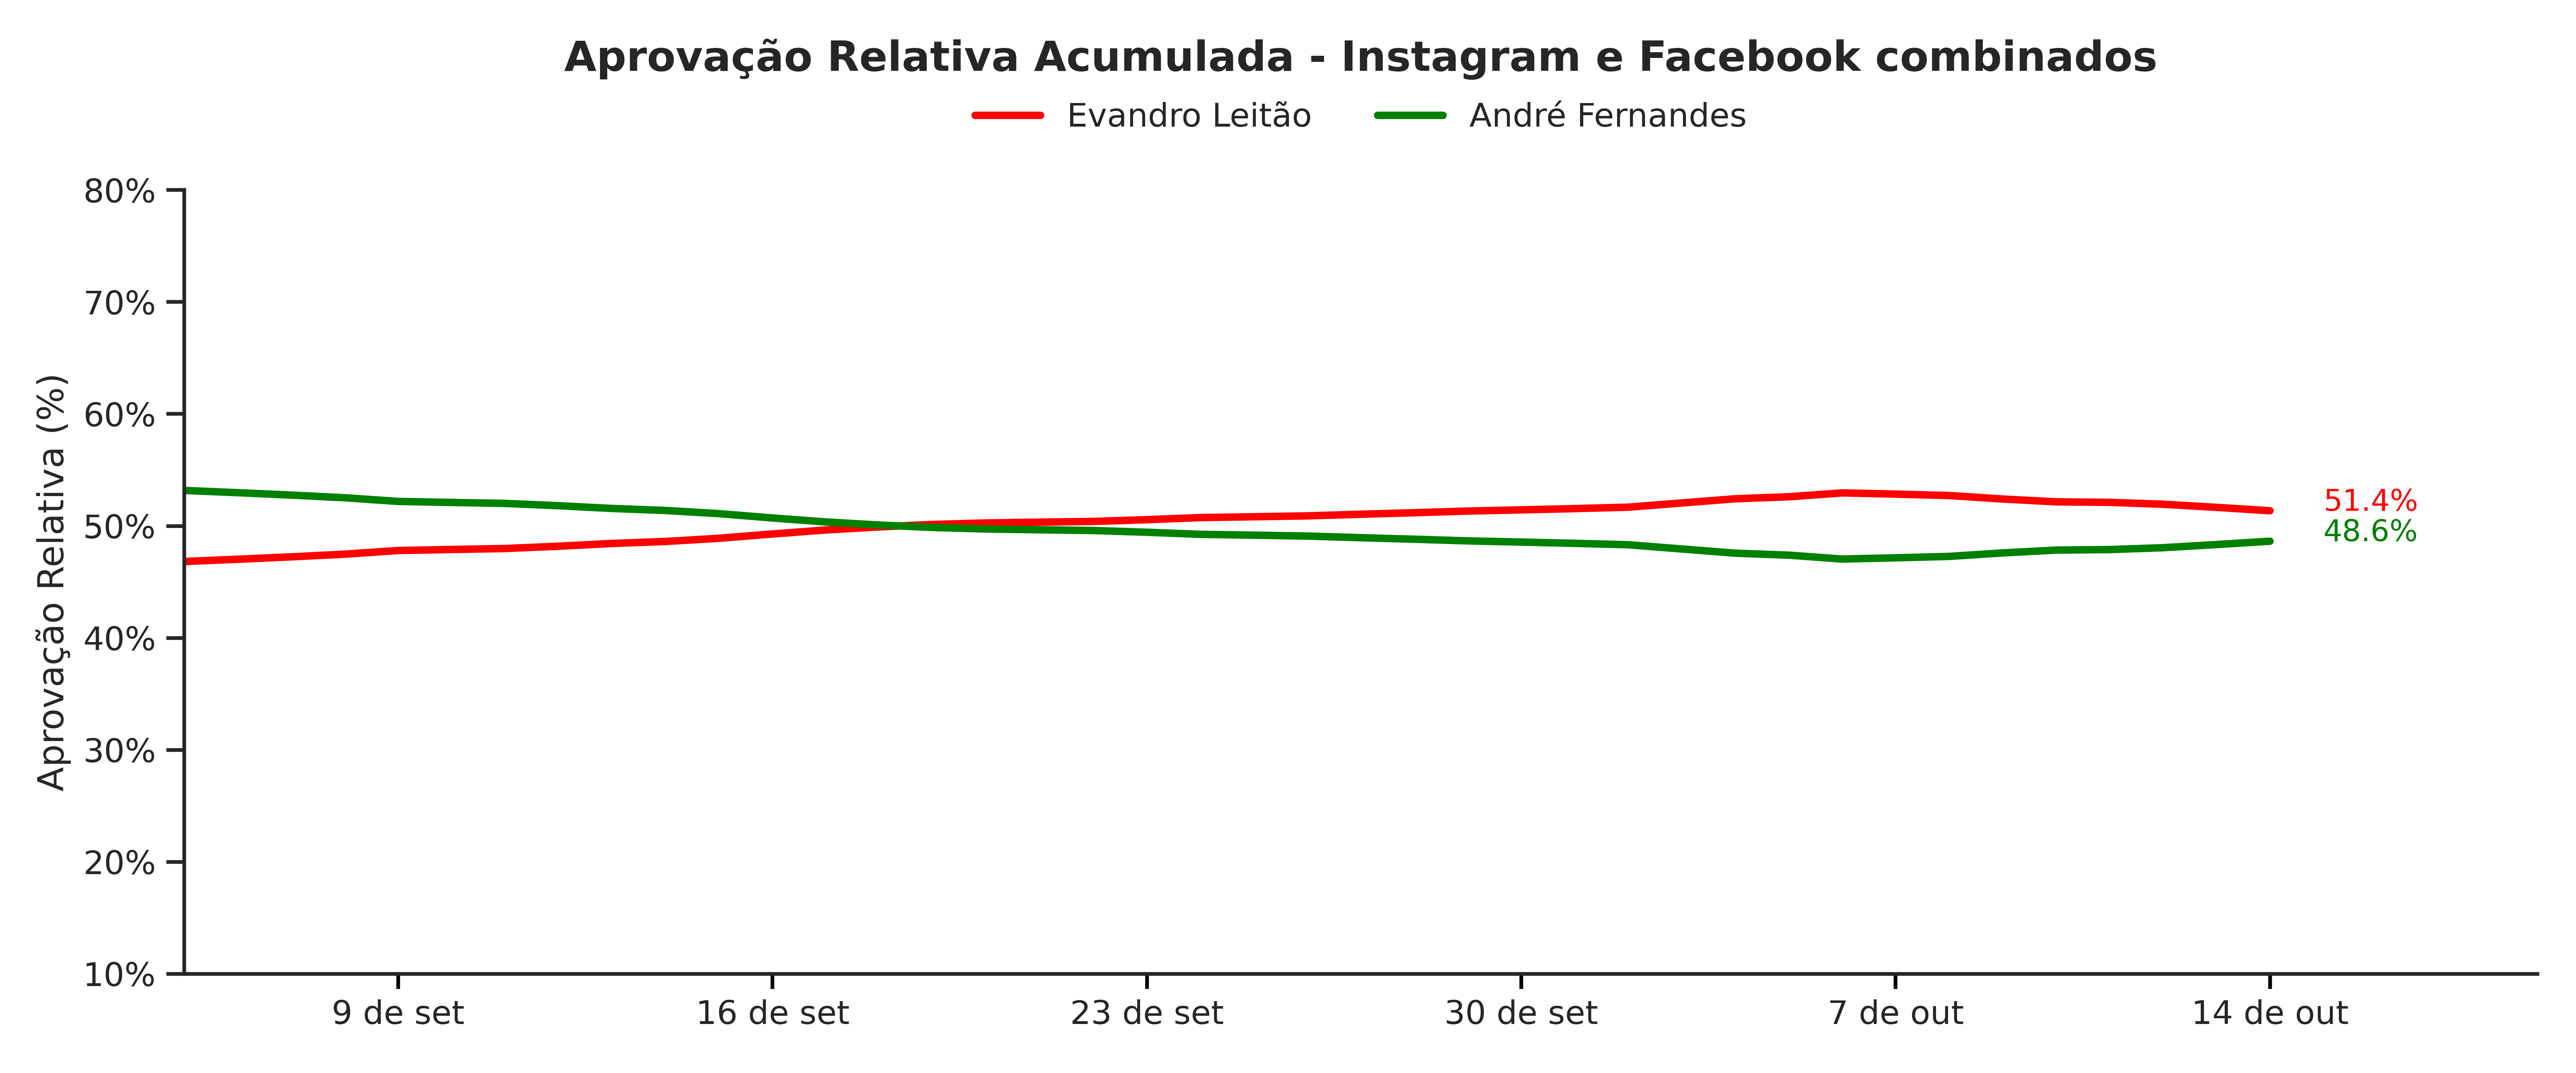 Aprovação Relativa Acumulada - Instagram e Facebook combinados
Evandro Leitão
André Fernandes
Aprovação Relativa (%)
80%
70%
60%
50%
40%
30%
20%
10%
51.4%
48.6%
9 de set
16 de set
23 de set
30 de set
7 de out
14 de out